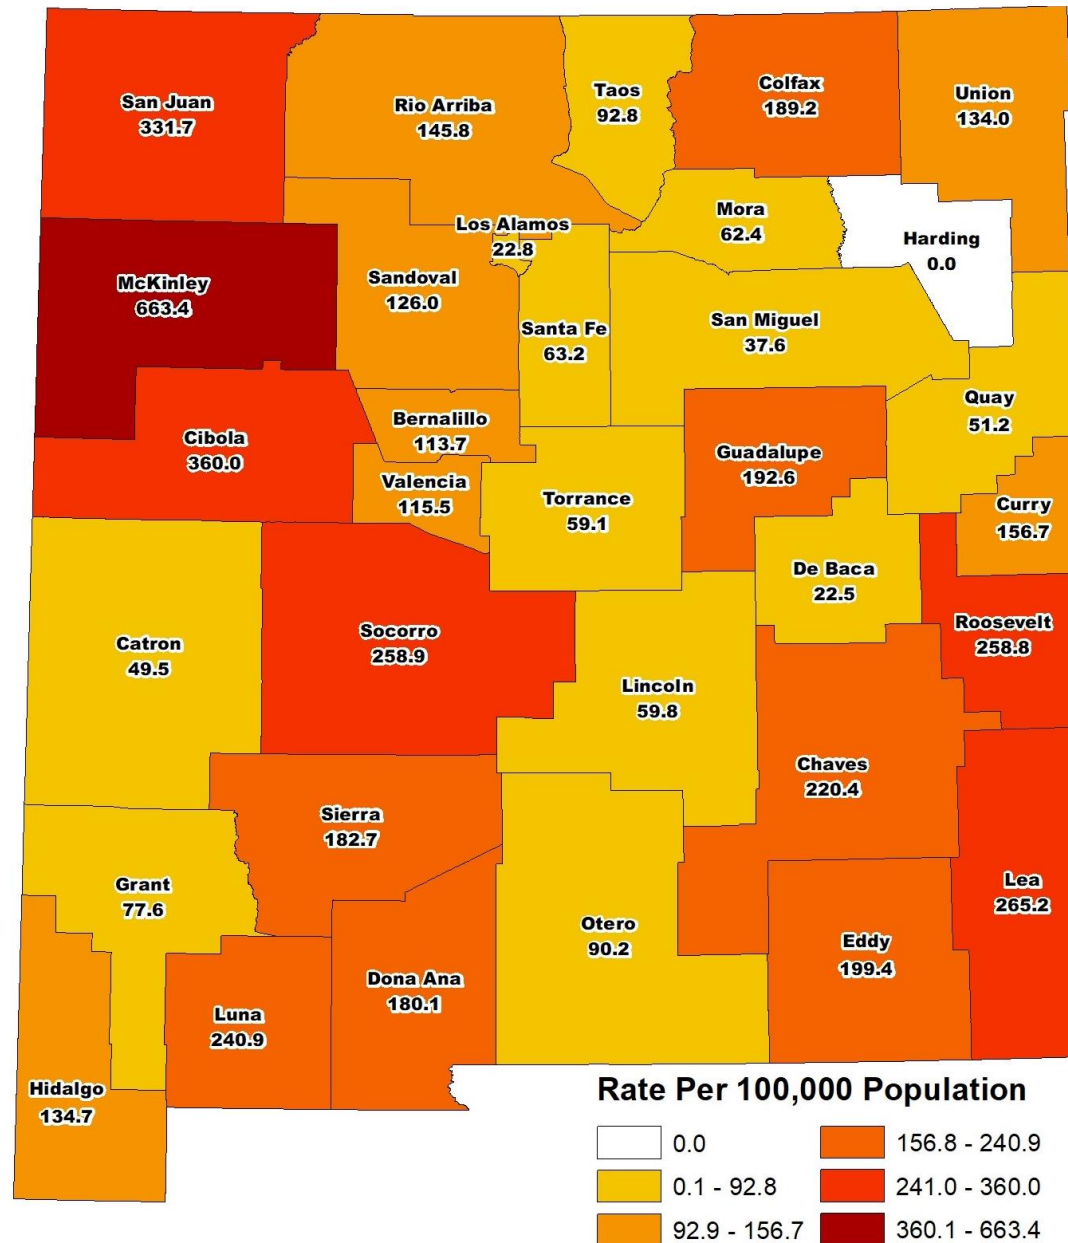 San Juan
331.7
Rio Arriba
145.8
Taos
92.8
Colfax
189.2
Union
134.0
Los Alamos
22.8
Mora
62.4
Harding
0.0
McKinley
663.4
Sandoval
126.0
Santa Fe
63.2
San Miguel
37.6
Quay
51.2
Cibola
360.0
Bernalillo
113.7
Valencia
115.5
Torrance
59.1
Guadalupe
192.6
Curry
156.7
De Baca
22.5
Roosevelt
258.8
Catron
49.5
Socorro
258.9
Lincoln
59.8
Chaves
220.4
Sierra
182.7
Grant
77.6
Otero
90.2
Lea
265.2
Eddy
199.4
Dona Ana
180.1
Luna
240.9
Hidalgo
134.7
Rate Per 100,000 Population
0.0
0.1 - 92.8
92.9 - 156.7
156.8 - 240.9
241.0 - 360.0
360.1 - 663.4